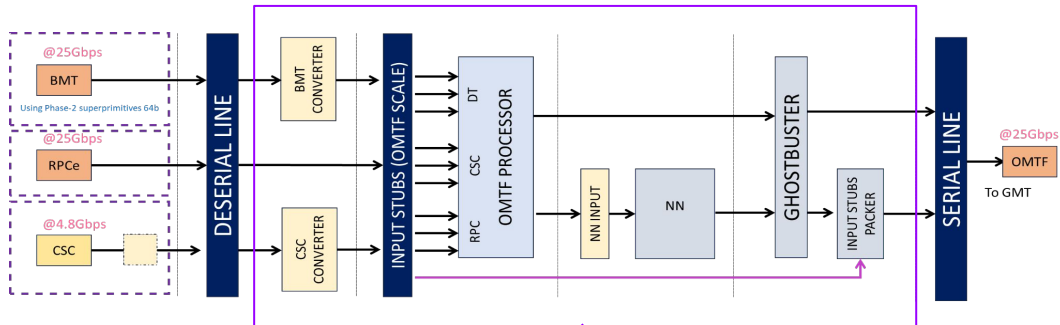 @25Gbps
BMT
Using Phase-2 superprimitives 64b
@25Gbps
RPCe
@4.8Gbps
CSC
DESERIAL LINE
BMT
CONVERTER
CSC
CONVERTER
INPUT STUBS (OMTF SCALE)
DT
CSC
RPC
OMTF PROCESSOR
NN INPUT
NN
GHOSTBUSTER
INPUT STUBS
PACKER
SERIAL LINE
@25Gbps
OMTF
To GMT